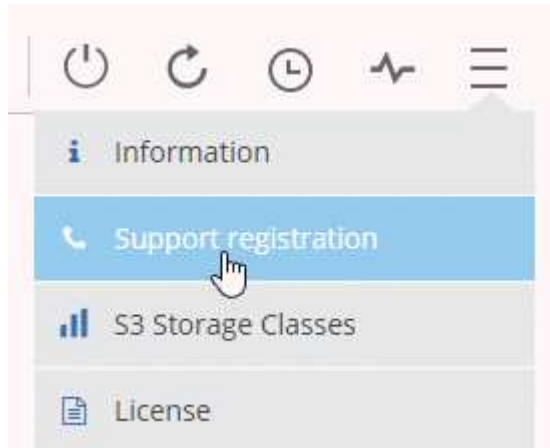 Information
Support registration
S3 Storage Classes
License